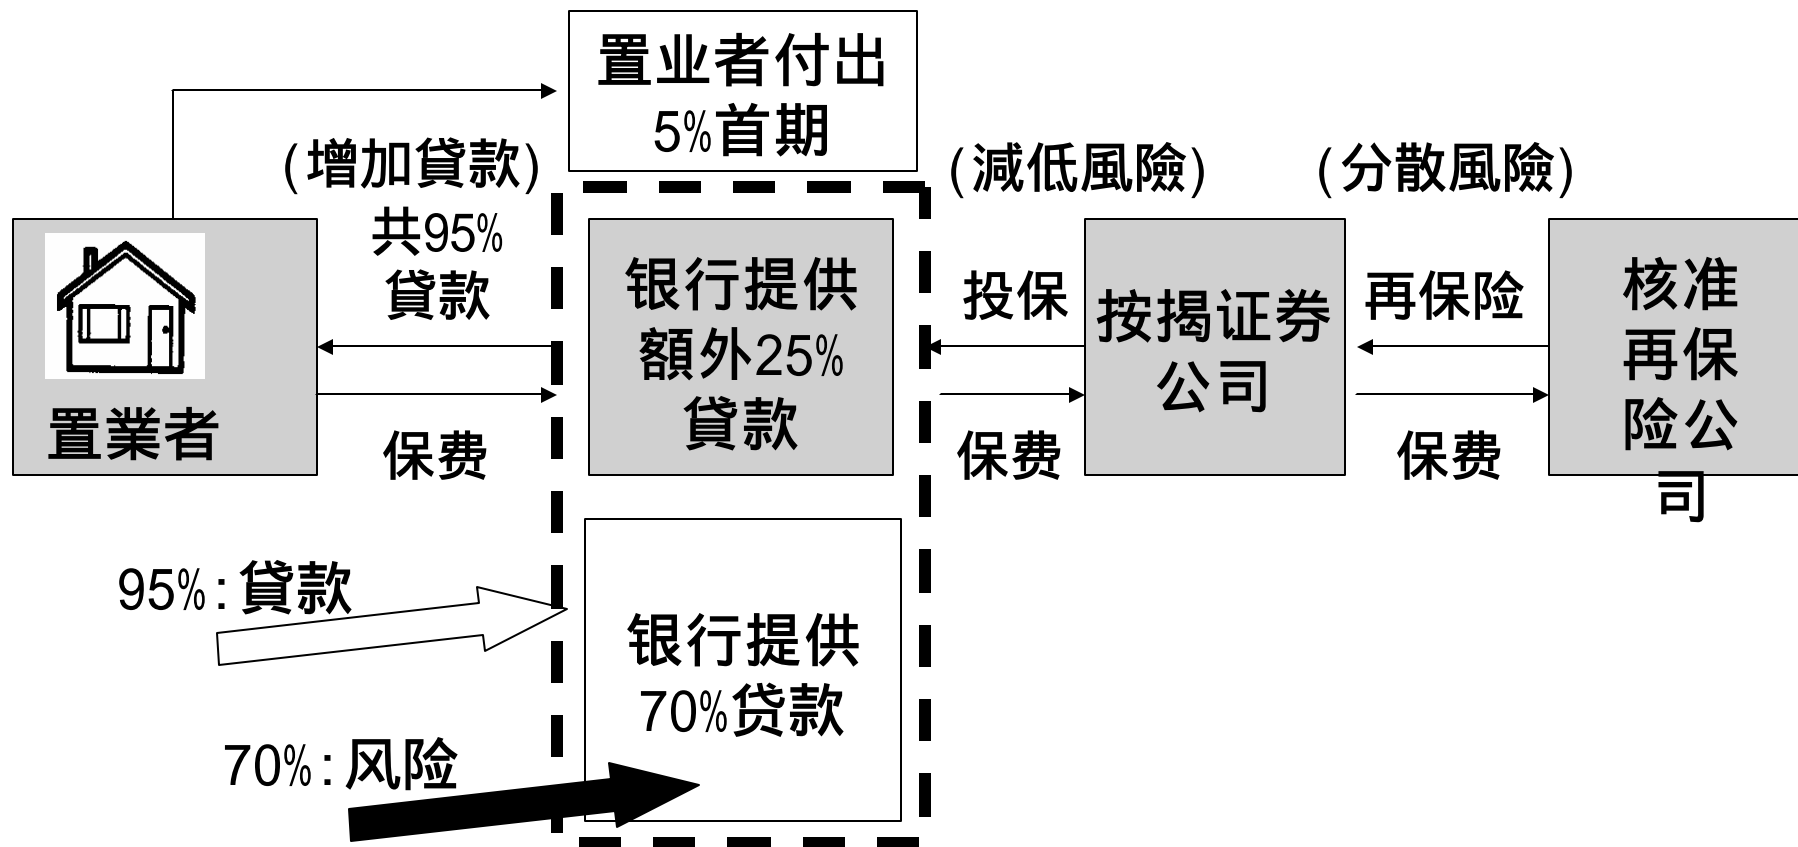 置业者付出
5%首期
(增加貸款)
共95%
貸款
(減低風險)
(分散風險)
置業者
保费
银行提供
額外25%
貸款
投保
保费
按揭证券
公司
再保险
保费
核准
再保
险公
司
95%:貸款
银行提供
70%贷款
70%:风险